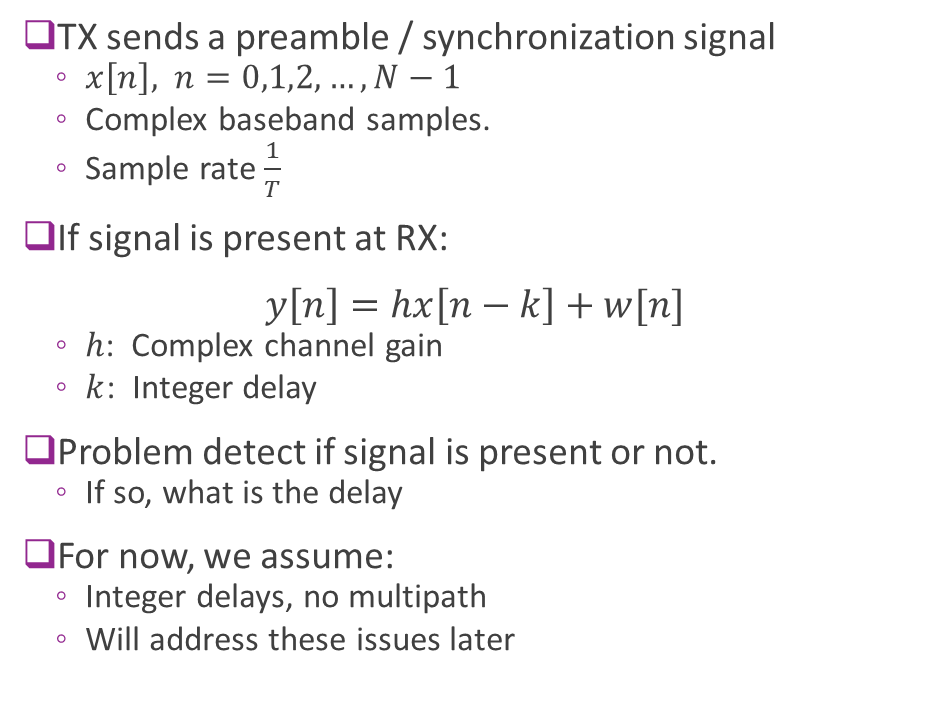 ❑TX sends a preamble / synchronization signal
◦ x[n], n = 0,1,2, … , N − 1
◦ Complex baseband samples.
◦ Sample rate 1/T
❑If signal is present at RX:
y[n] = hx[n − k] + w[n]
◦ h: Complex channel gain
◦ k: Integer delay
❑Problem detect if signal is present or not.
◦ If so, what is the delay
❑For now, we assume:
◦ Integer delays, no multipath
◦ Will address these issues later